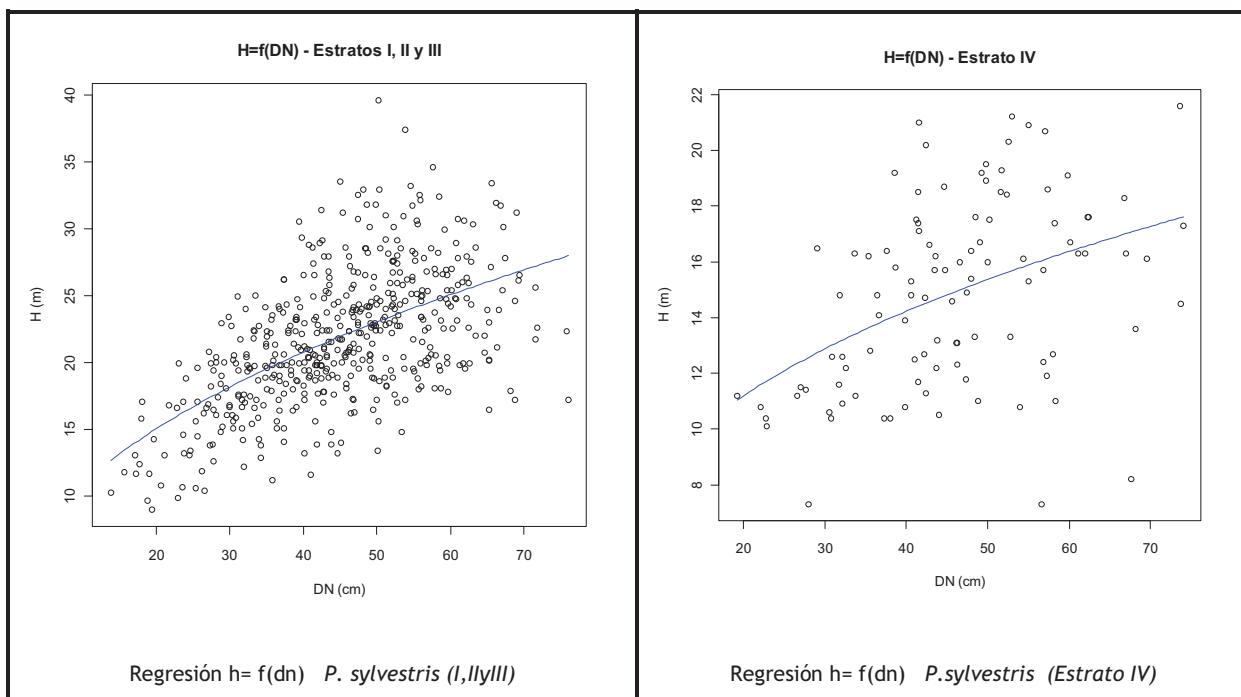 H=f(DN) - Estratos I, II y III
40
35
30
25
20
15
10
H (m)
20 30 40 50 60 70
DN (cm)
Regresión h= f(dn) P. sylvestris (I,IIyIII)
H=f(DN) - Estrato IV
22
20
18
16
14
12
10
8
H (m)
20 30 40 50 60 70
DN (cm)
Regresión h= f(dn) P.sylvestris (Estrato IV)